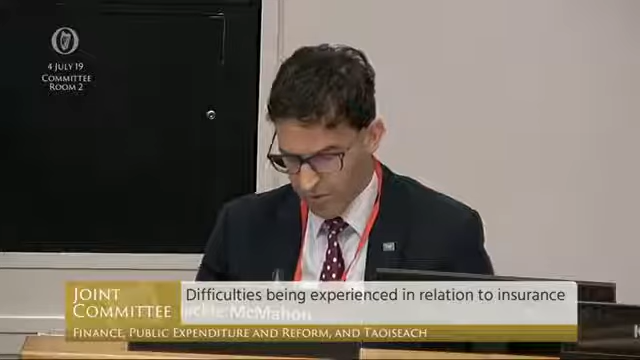 4 July 19
Committee
Room 2
Joint
Committee
Difficulties being experienced in relation to insurance
McMahon
Finance, Public Expenditure and Reform, and Taoiseach